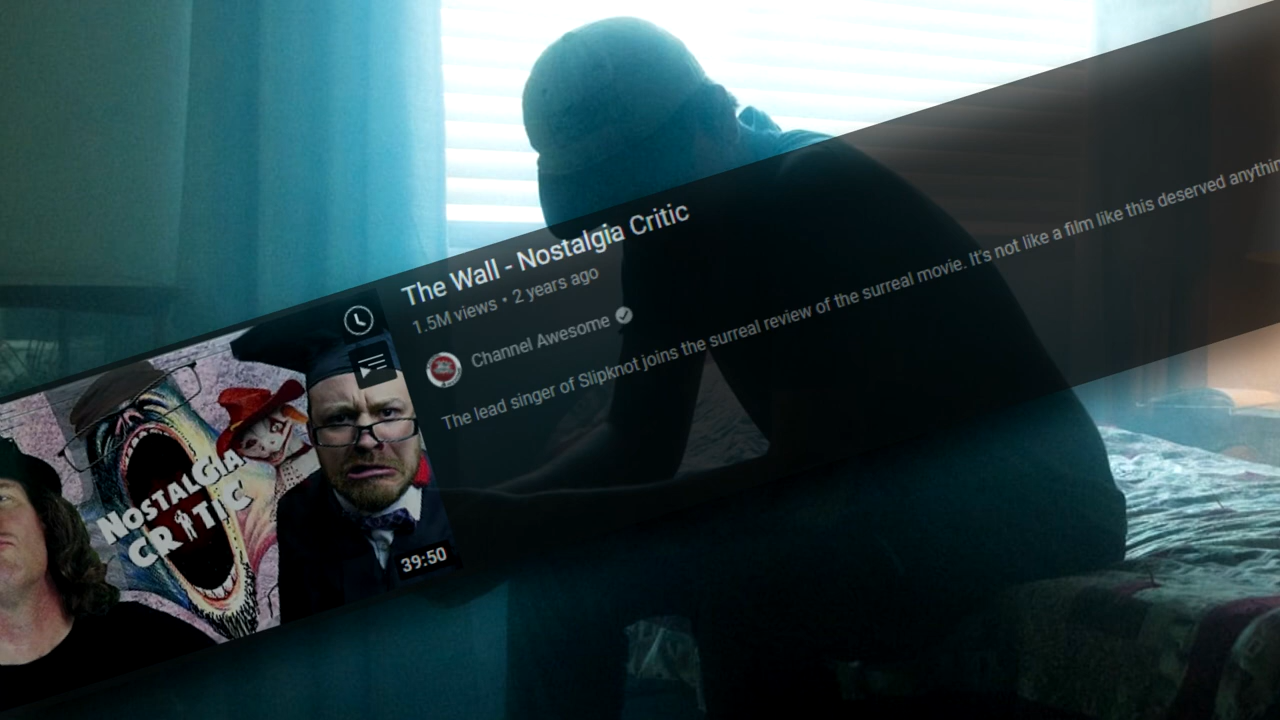 The Wall - Nostalgia Critic
1.5M views • 2 years ago
Channel Awesome
The lead singer of Slipknot joins the surreal review of the surreal movie. It's not like a film like this deserved
NOSTALGIA
CRITIC
39:50